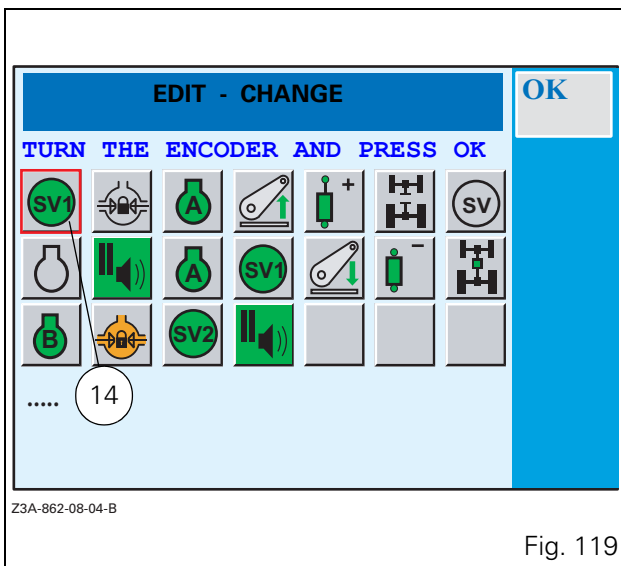 EDIT - CHANGE
OK
TURN THE ENCODER AND PRESS OK
SV1 A + SV
A SV1 -
B SV2
..... 14
Z3A-862-08-04-B
Fig. 119